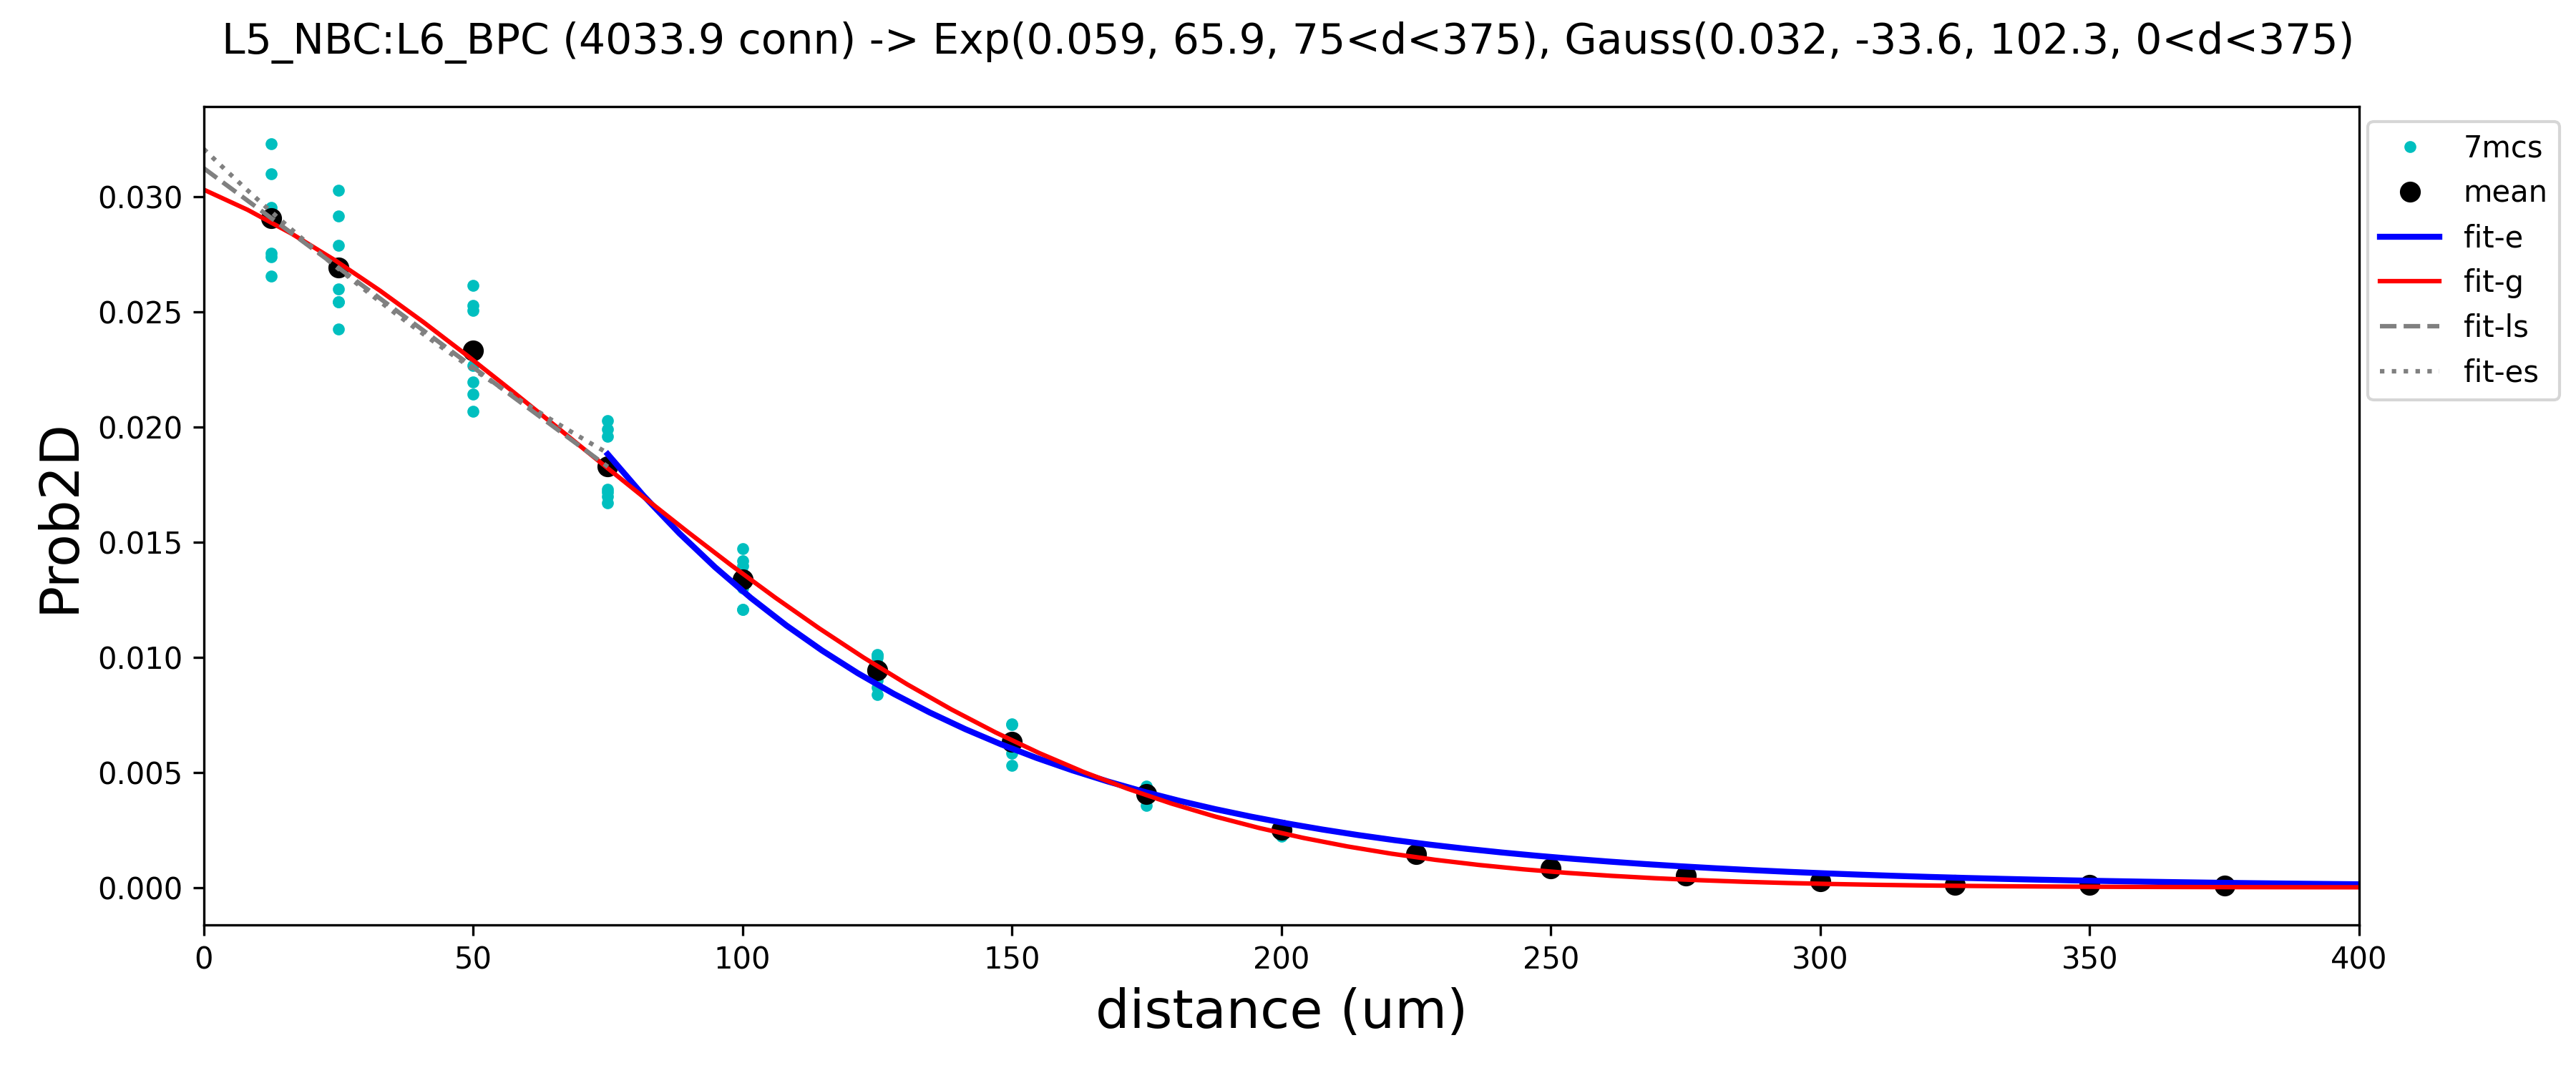 L5_NBC:L6_BPC (4033.9 conn) -> Exp(0.059, 65.9, 75<d<375), Gauss(0.032, -33.6, 102.3, 0<d<375)
7mcs
mean
fit-e
fit-g
fit-ls
fit-es
Prob2D
0.030
0.025
0.020
0.015
0.010
0.005
0.000
0 50 100 150 200 250 300 350 400
distance (um)